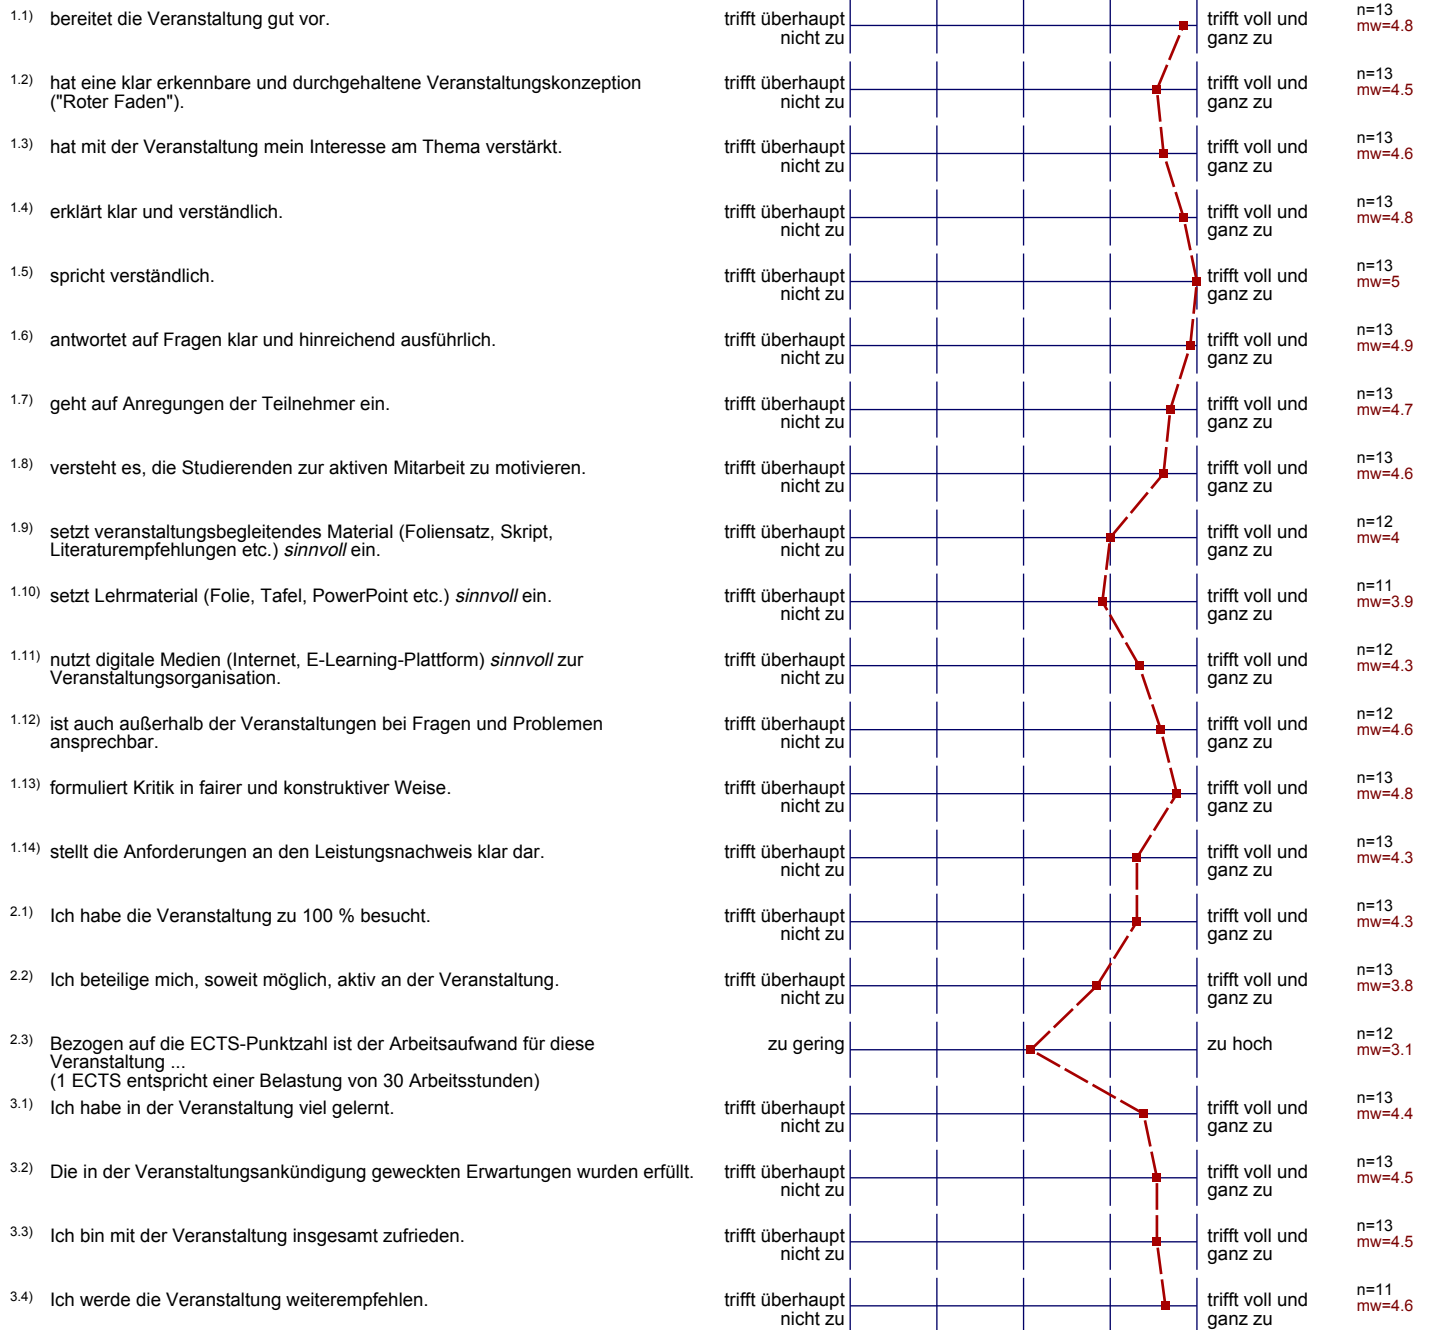 1.1) bereitet die Veranstaltung gut vor. trifft überhaupt trifft voll und n=13
nicht zu ganz zu mw=4.8
1.2) hat eine klar erkennbare und durchgehaltene Veranstaltungskonzeption trifft überhaupt trifft voll und n=13
("Roter Faden"). nicht zu ganz zu mw=4.5
1.3) hat mit der Veranstaltung mein Interesse am Thema verstärkt. trifft überhaupt trifft voll und n=13
nicht zu ganz zu mw=4.6
1.4) erklärt klar und verständlich. trifft überhaupt trifft voll und n=13
nicht zu ganz zu mw=4.8
1.5) spricht verständlich. trifft überhaupt trifft voll und n=13
nicht zu ganz zu mw=5
1.6) antwortet auf Fragen klar und hinreichend ausführlich. trifft überhaupt trifft voll und n=13
nicht zu ganz zu mw=4.9
1.7) geht auf Anregungen der Teilnehmer ein. trifft überhaupt trifft voll und n=13
nicht zu ganz zu mw=4.7
1.8) versteht es, die Studierenden zur aktiven Mitarbeit zu motivieren. trifft überhaupt trifft voll und n=13
nicht zu ganz zu mw=4.6
1.9) setzt veranstaltungsbegleitendes Material (Foliensatz, Skript, trifft überhaupt trifft voll und n=12
Literaturempfehlungen etc.) sinnvoll ein. nicht zu ganz zu mw=4
1.10) setzt Lehrmaterial (Folie, Tafel, PowerPoint etc.) sinnvoll ein. trifft überhaupt trifft voll und n=11
nicht zu ganz zu mw=3.9
1.11) nutzt digitale Medien (Internet, E-Learning-Plattform) sinnvoll zur trifft überhaupt trifft voll und n=12
Veranstaltungsorganisation. nicht zu ganz zu mw=4.3
1.12) ist auch außerhalb der Veranstaltungen bei Fragen und Problemen trifft überhaupt trifft voll und n=12
ansprechbar. nicht zu ganz zu mw=4.6
1.13) formuliert Kritik in fairer und konstruktiver Weise. trifft überhaupt trifft voll und n=13
nicht zu ganz zu mw=4.8
1.14) stellt die Anforderungen an den Leistungsnachweis klar dar. trifft überhaupt trifft voll und n=13
nicht zu ganz zu mw=4.3
2.1) Ich habe die Veranstaltung zu 100 % besucht. trifft überhaupt trifft voll und n=13
nicht zu ganz zu mw=4.3
2.2) Ich beteilige mich, soweit möglich, aktiv an der Veranstaltung. trifft überhaupt trifft voll und n=13
nicht zu ganz zu mw=3.8
2.3) Bezogen auf die ECTS-Punktzahl ist der Arbeitsaufwand für diese zu gering zu hoch n=12
Veranstaltung ... mw=3.1
(1 ECTS entspricht einer Belastung von 30 Arbeitsstunden)
3.1) Ich habe in der Veranstaltung viel gelernt. trifft überhaupt trifft voll und n=13
nicht zu ganz zu mw=4.4
3.2) Die in der Veranstaltungsankündigung geweckten Erwartungen wurden erfüllt. trifft überhaupt trifft voll und n=13
nicht zu ganz zu mw=4.5
3.3) Ich bin mit der Veranstaltung insgesamt zufrieden. trifft überhaupt trifft voll und n=13
nicht zu ganz zu mw=4.5
3.4) Ich werde die Veranstaltung weiterempfehlen. trifft überhaupt trifft voll und n=11
nicht zu ganz zu mw=4.6